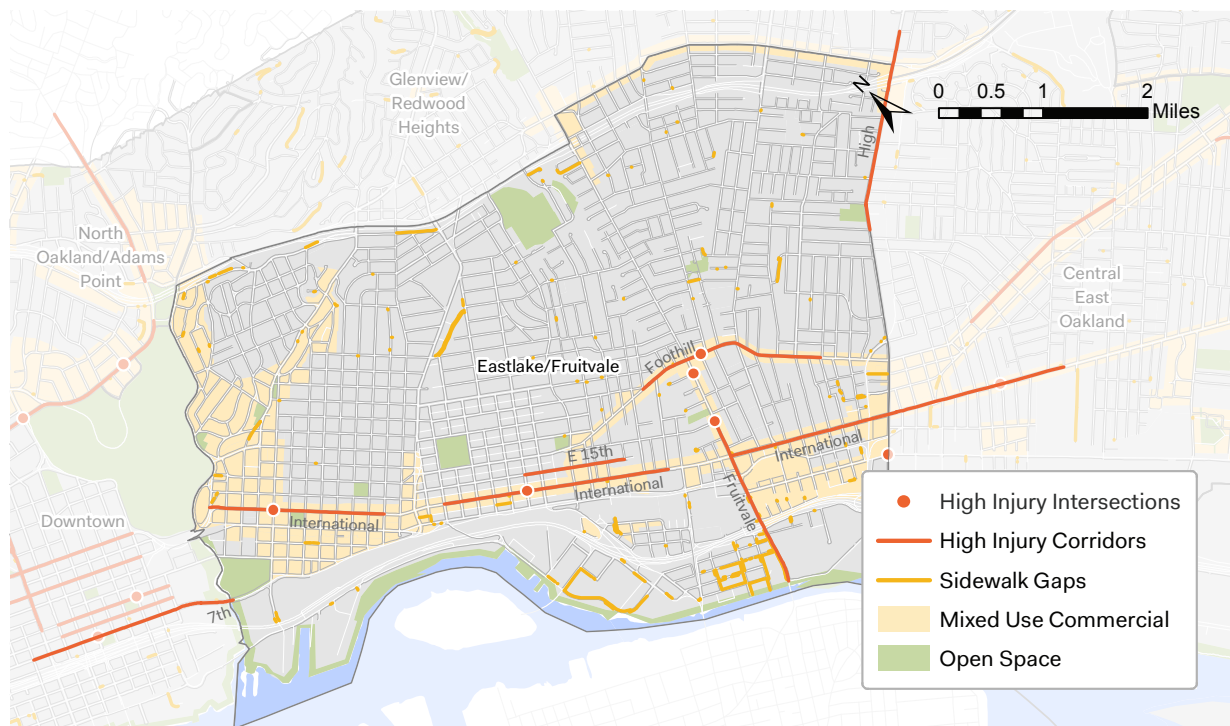 Glenview/
Redwood
Heights
N
0 0.5 1 2
Miles
High
North
Oakland/Adams
Point
Central
East
Oakland
Eastlake/Fruitvale
Foothill
E 15th
International
International
International
Fruitvale
Downtown
7th
High Injury Intersections
High Injury Corridors
Sidewalk Gaps
Mixed Use Commercial
Open Space